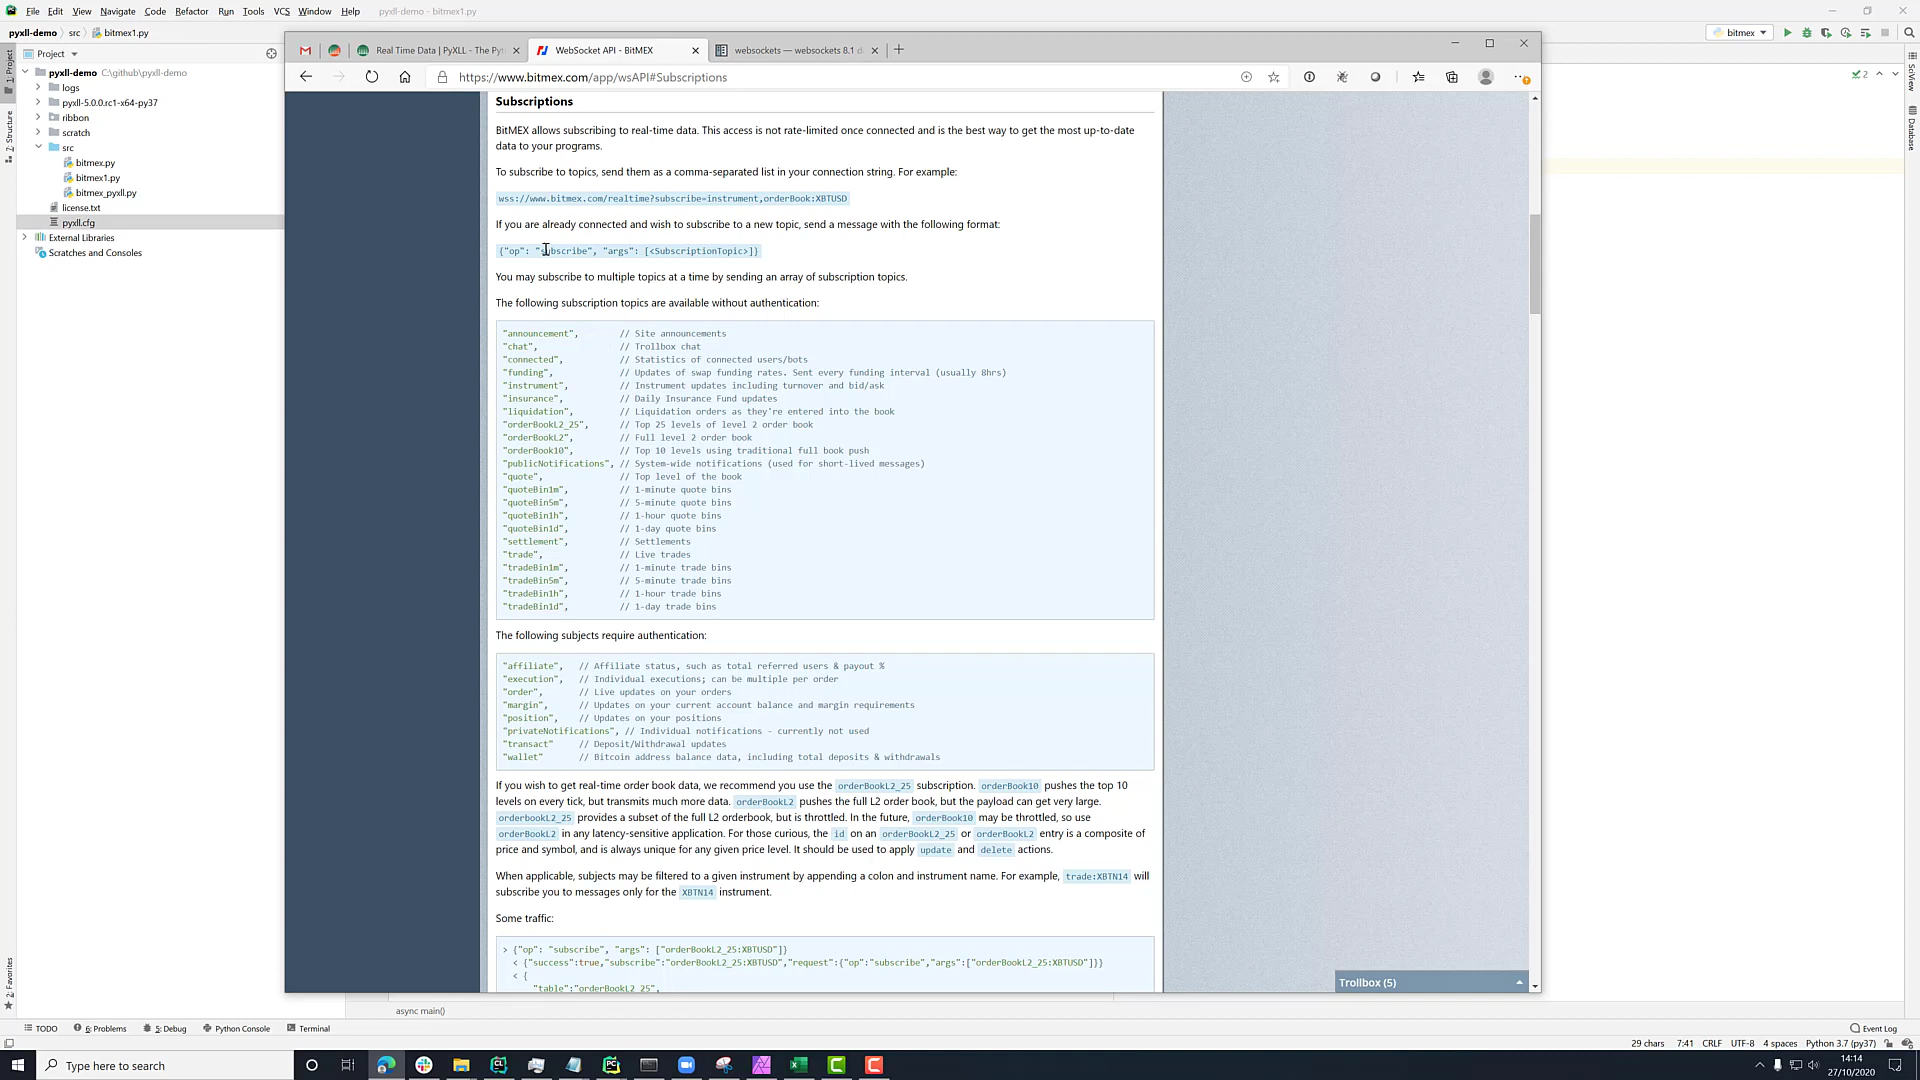 File Edit View Navigate Code Refactor Run Tools VCS Window Help pyxll-demo - bitmex1.py
pyxll-demo src bitmex1.py
bitmex
Project
pyxll-demo C:\github\pyxll-demo
logs
pyxll-5.0.0.rc1-x64-py37
ribbon
scratch
src
bitmex.py
bitmex1.py
bitmex_pyxll.py
license.txt
pyxll.cfg
External Libraries
Scratches and Consoles
1: Project
7: Structure
2: Favorites
SciView
Database
2
Real Time Data | PyXLL - The Pyt
WebSocket API - BitMEX
websockets — websockets 8.1 d
https://www.bitmex.com/app/wsAPI#Subscriptions
Subscriptions
BitMEX allows subscribing to real-time data. This access is not rate-limited once connected and is the best way to get the most up-to-date
data to your programs.
To subscribe to topics, send them as a comma-separated list in your connection string. For example:
wss://www.bitmex.com/realtime?subscribe=instrument,orderBook:XBTUSD
If you are already connected and wish to subscribe to a new topic, send a message with the following format:
{"op": "subscribe", "args": [<SubscriptionTopic>]}
You may subscribe to multiple topics at a time by sending an array of subscription topics.
The following subscription topics are available without authentication:
"announcement", // Site announcements
"chat", // Trollbox chat
"connected", // Statistics of connected users/bots
"funding", // Updates of swap funding rates. Sent every funding interval (usually 8hrs)
"instrument", // Instrument updates including turnover and bid/ask
"insurance", // Daily Insurance Fund updates
"liquidation", // Liquidation orders as they're entered into the book
"orderBookL2_25", // Top 25 levels of level 2 order book
"orderBookL2", // Full level 2 order book
"orderBook10", // Top 10 levels using traditional full book push
"publicNotifications", // System-wide notifications (used for short-lived messages)
"quote", // Top level of the book
"quoteBin1m", // 1-minute quote bins
"quoteBin5m", // 5-minute quote bins
"quoteBin1h", // 1-hour quote bins
"quoteBin1d", // 1-day quote bins
"settlement", // Settlements
"trade", // Live trades
"tradeBin1m", // 1-minute trade bins
"tradeBin5m", // 5-minute trade bins
"tradeBin1h", // 1-hour trade bins
"tradeBin1d", // 1-day trade bins
The following subjects require authentication:
"affiliate", // Affiliate status, such as total referred users & payout %
"execution", // Individual executions; can be multiple per order
"order", // Live updates on your orders
"margin", // Updates on your current account balance and margin requirements
"position", // Updates on your positions
"privateNotifications", // Individual notifications - currently not used
"transact" // Deposit/Withdrawal updates
"wallet" // Bitcoin address balance data, including total deposits & withdrawals
If you wish to get real-time order book data, we recommend you use the orderBookL2_25 subscription. orderBook10 pushes the top 10
levels on every tick, but transmits much more data. orderBookL2 pushes the full L2 order book, but the payload can get very large.
orderbookL2_25 provides a subset of the full L2 orderbook, but is throttled. In the future, orderBook10 may be throttled, so use
orderBookL2 in any latency-sensitive application. For those curious, the id on an orderBookL2_25 or orderBookL2 entry is a composite of
price and symbol, and is always unique for any given price level. It should be used to apply update and delete actions.
When applicable, subjects may be filtered to a given instrument by appending a colon and instrument name. For example, trade:XBTN14 will
subscribe you to messages only for the XBTN14 instrument.
Some traffic:
> {"op": "subscribe", "args": ["orderBookL2_25:XBTUSD"]}
< {"success":true,"subscribe":"orderBookL2_25:XBTUSD","request":{"op":"subscribe","args":["orderBookL2_25:XBTUSD"]}}
< {
"table":"orderBookL2_25",
Trollbox (5)
async main()
TODO 6: Problems 5: Debug Python Console Terminal Event Log
29 chars 7:41 CRLF UTF-8 4 spaces Python 3.7 (py37)
Type here to search
14:14
27/10/2020